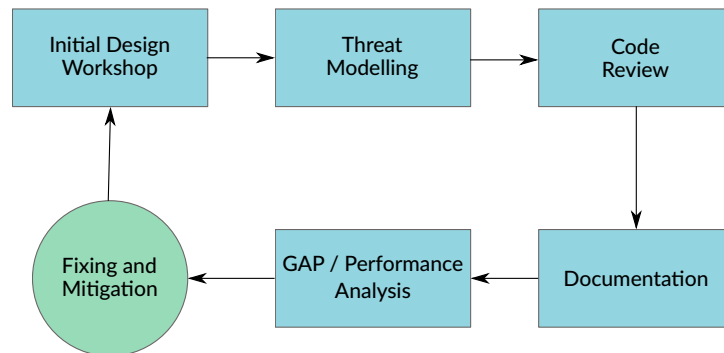 Initial Design
Workshop
Threat
Modelling
Code
Review
Fixing and
Mitigation
GAP / Performance
Analysis
Documentation